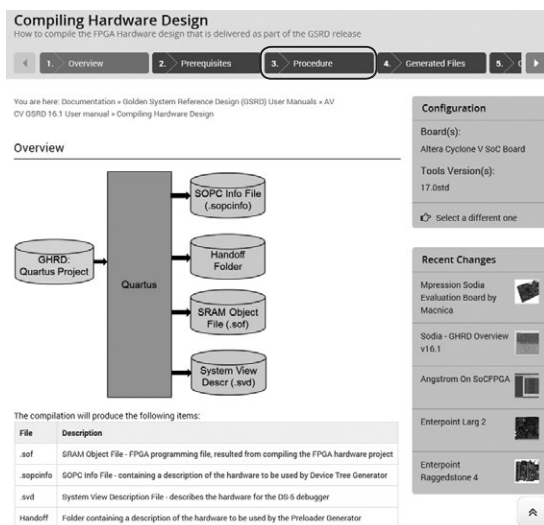 Compiling Hardware Design
How to compile the FPGA Hardware design that is delivered as part of the GSRD release
1. Overview
2. Prerequisites
3. Procedure
4. Generated Files
5.
You are here: Documentation » Golden System Reference Design (GSRD) User Manuals » AV
CV GSRD 16.1 User manual » Compiling Hardware Design
Overview
GHRD:
Quartus Project
Quartus
SOPC Info File
(.sopcinfo)
Handoff
Folder
SRAM Object
File (.sof)
System View
Descr (.svd)
The compilation will produce the following items:
File Description
.sof SRAM Object File - FPGA programming file, resulted from compiling the FPGA hardware project
.sopcinfo SOPC Info File - containing a description of the hardware to be used by Device Tree Generator
.svd System View Description File - describes the hardware for the DS-5 debugger
Handoff Folder containing a description of the hardware to be used by the Preloader Generator
Configuration
Board(s):
Altera Cyclone V SoC Board
Tools Version(s):
17.0std
Select a different one
Recent Changes
Mpression Sodia
Evaluation Board by
Macnica
Sodia - GHRD Overview
v16.1
Angstrom On SoCFPGA
Enterpoint Larg 2
Enterpoint
Raggedstone 4